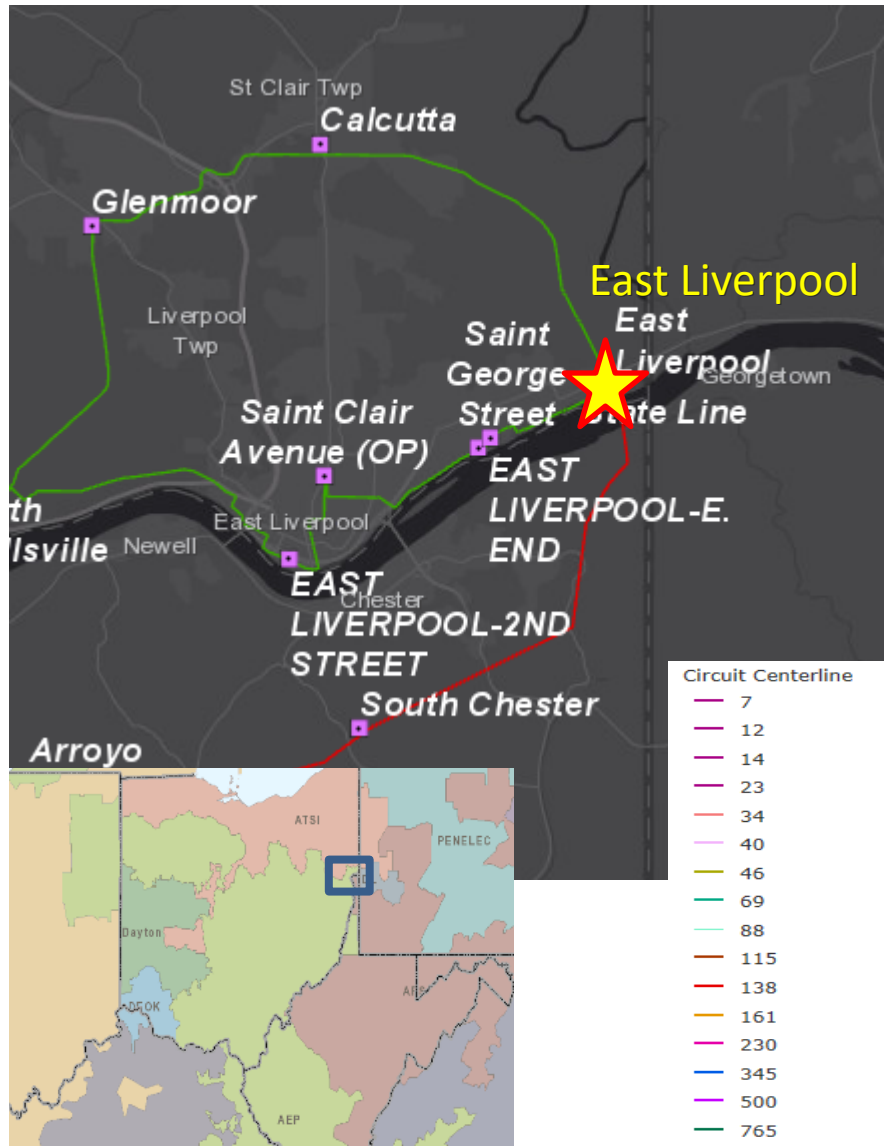 St Clair Twp
Calcutta
Glenmoor
East Liverpool
Liverpool
Twp
Saint
George
Street
East
Liverpool
State Line
Georgetown
Saint Clair
Avenue (OP)
EAST
LIVERPOOL-E.
END
th
llsville
Newell
East Liverpool
EAST
LIVERPOOL-2ND
STREET
Chester
South Chester
Arroyo
Circuit Centerline
7
12
14
23
34
40
46
69
88
115
138
161
230
345
500
765
ATSI
PENELEC
Dayton
DEOK
AEP